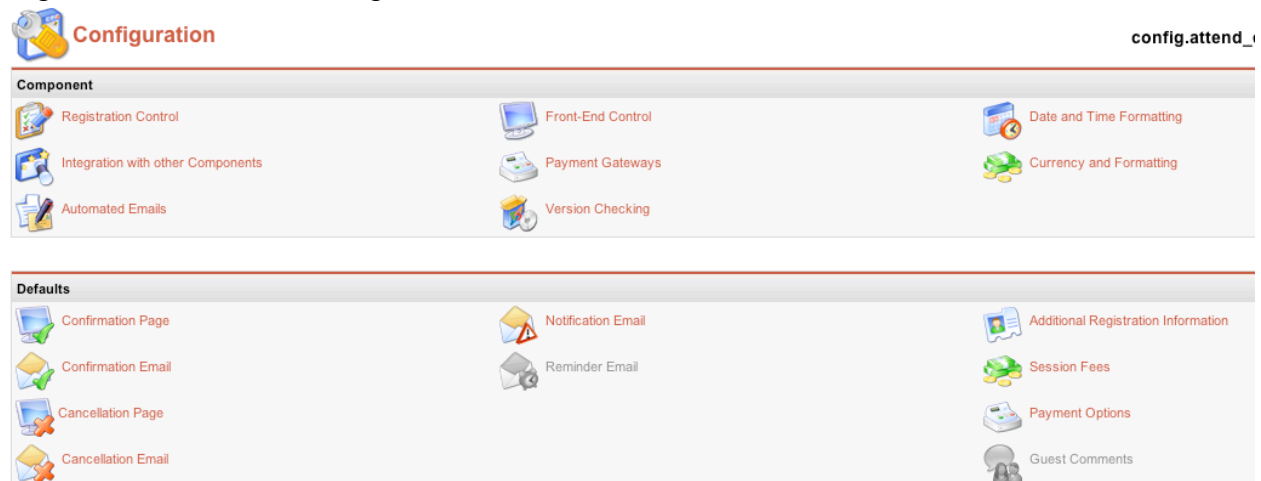 Configuration
config.attend_
Component
Registration Control
Front-End Control
Date and Time Formatting
Integration with other Components
Payment Gateways
Currency and Formatting
Automated Emails
Version Checking
Defaults
Confirmation Page
Notification Email
Additional Registration Information
Confirmation Email
Reminder Email
Session Fees
Cancellation Page
Payment Options
Cancellation Email
Guest Comments